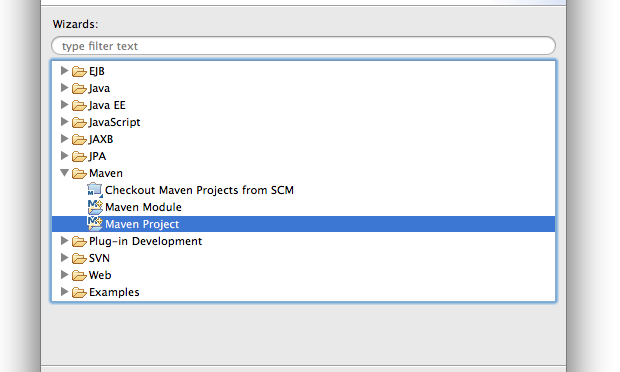 Wizards:
type filter text
EJB
Java
Java EE
JavaScript
JAXB
JPA
Maven
Checkout Maven Projects from SCM
Maven Module
Maven Project
Plug-in Development
SVN
Web
Examples